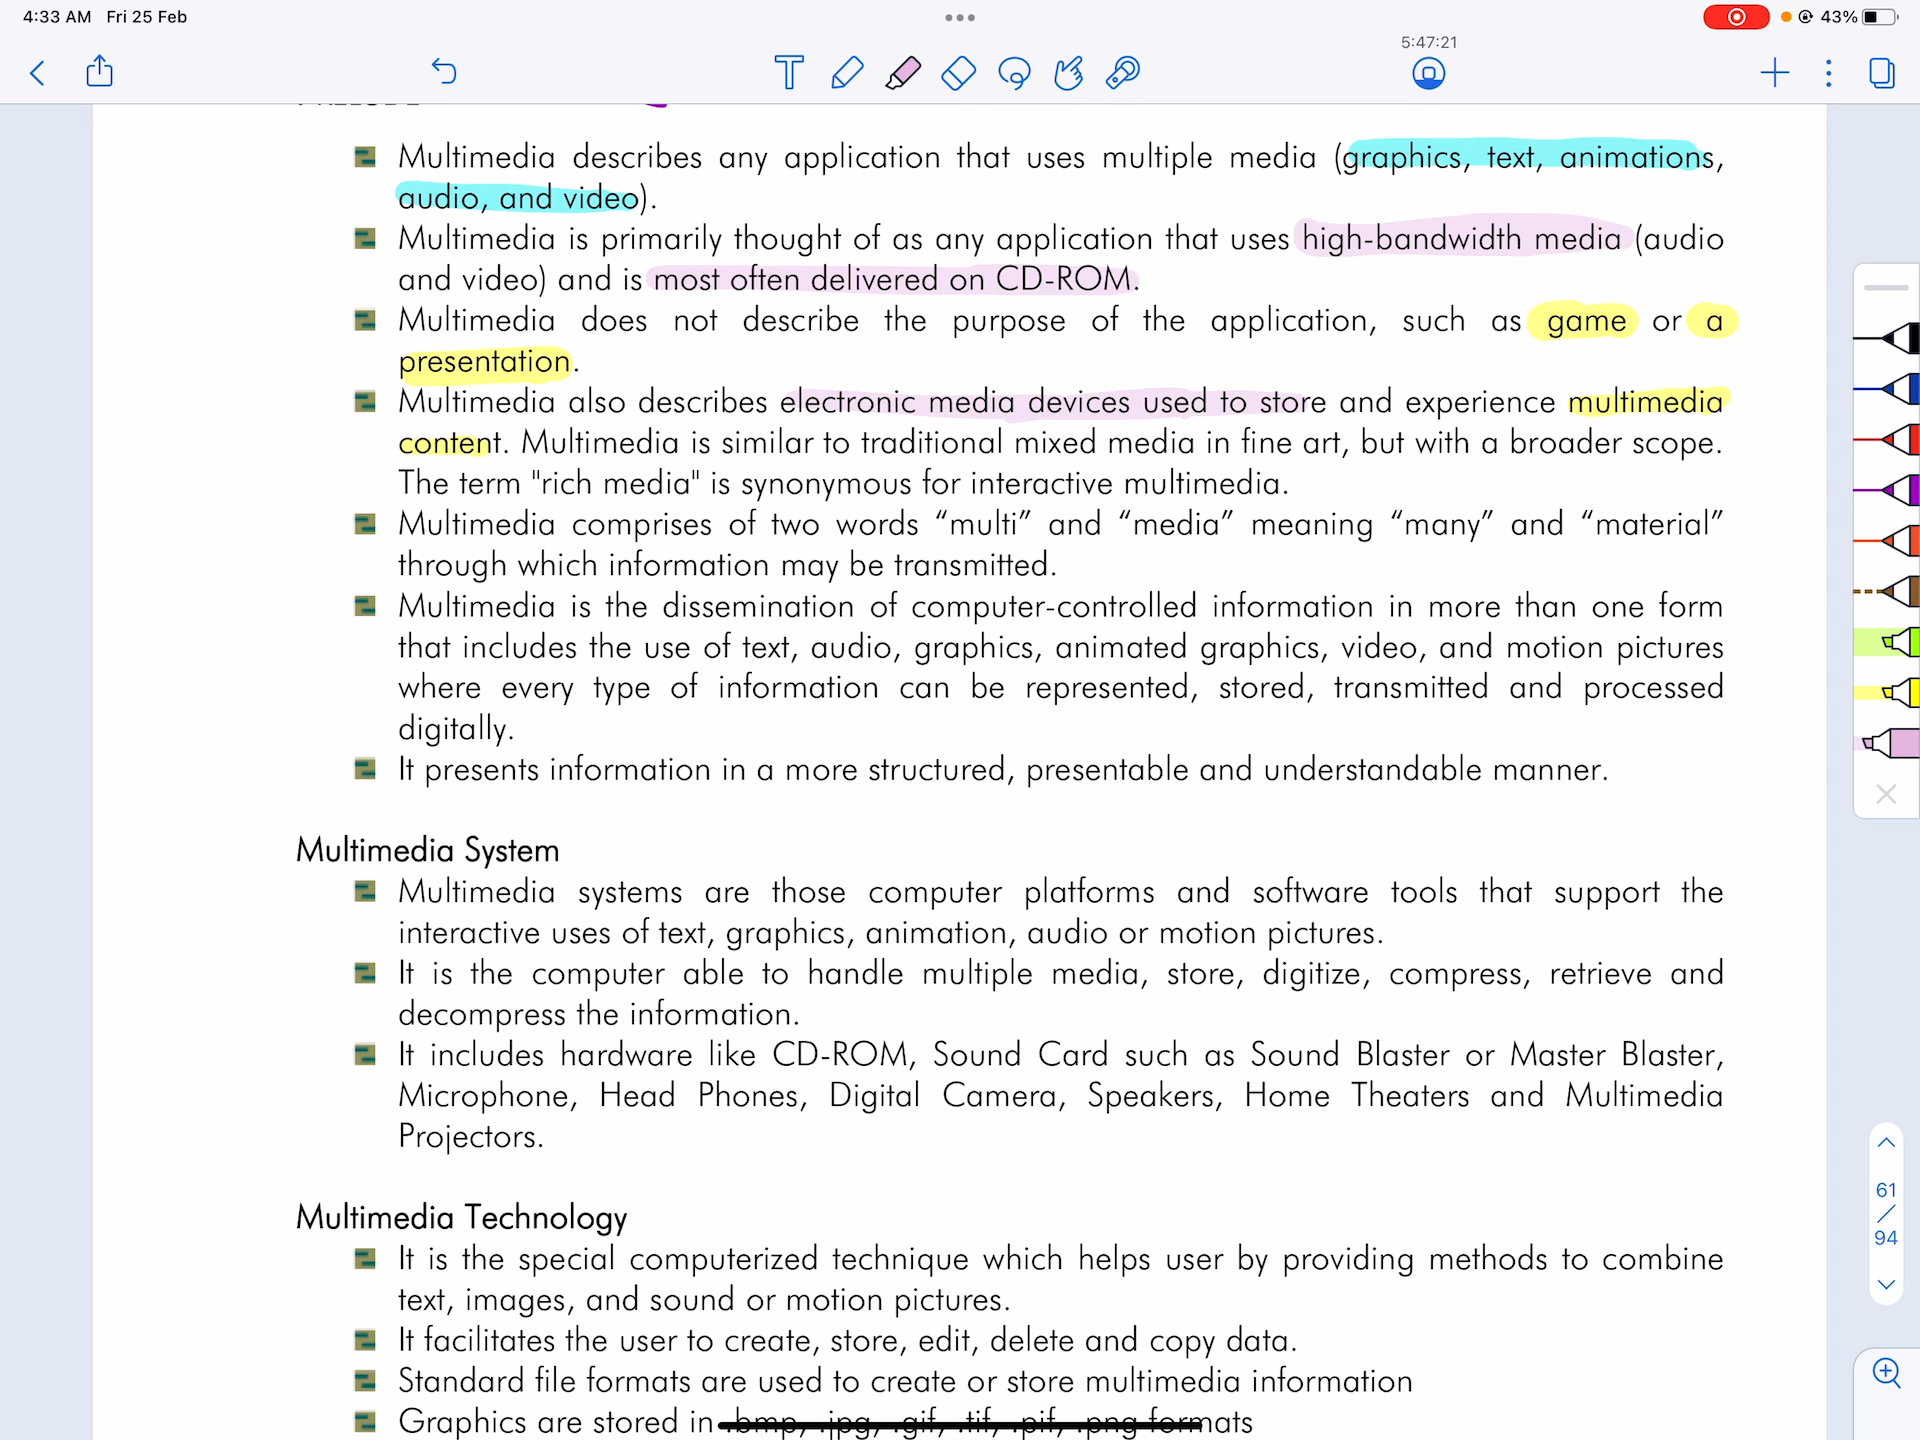 4:33 AM Fri 25 Feb
43%
5:47:21
Multimedia describes any application that uses multiple media (graphics, text, animations,
audio, and video).
Multimedia is primarily thought of as any application that uses high-bandwidth media (audio
and video) and is most often delivered on CD-ROM.
Multimedia does not describe the purpose of the application, such as game or a
presentation.
Multimedia also describes electronic media devices used to store and experience multimedia
content. Multimedia is similar to traditional mixed media in fine art, but with a broader scope.
The term "rich media" is synonymous for interactive multimedia.
Multimedia comprises of two words “multi” and “media” meaning “many” and “material”
through which information may be transmitted.
Multimedia is the dissemination of computer-controlled information in more than one form
that includes the use of text, audio, graphics, animated graphics, video, and motion pictures
where every type of information can be represented, stored, transmitted and processed
digitally.
It presents information in a more structured, presentable and understandable manner.
Multimedia System
Multimedia systems are those computer platforms and software tools that support the
interactive uses of text, graphics, animation, audio or motion pictures.
It is the computer able to handle multiple media, store, digitize, compress, retrieve and
decompress the information.
It includes hardware like CD-ROM, Sound Card such as Sound Blaster or Master Blaster,
Microphone, Head Phones, Digital Camera, Speakers, Home Theaters and Multimedia
Projectors.
61
/
94
Multimedia Technology
It is the special computerized technique which helps user by providing methods to combine
text, images, and sound or motion pictures.
It facilitates the user to create, store, edit, delete and copy data.
Standard file formats are used to create or store multimedia information
Graphics are stored in .bmp, .jpg, .gif, .tif, .pif, .png formats